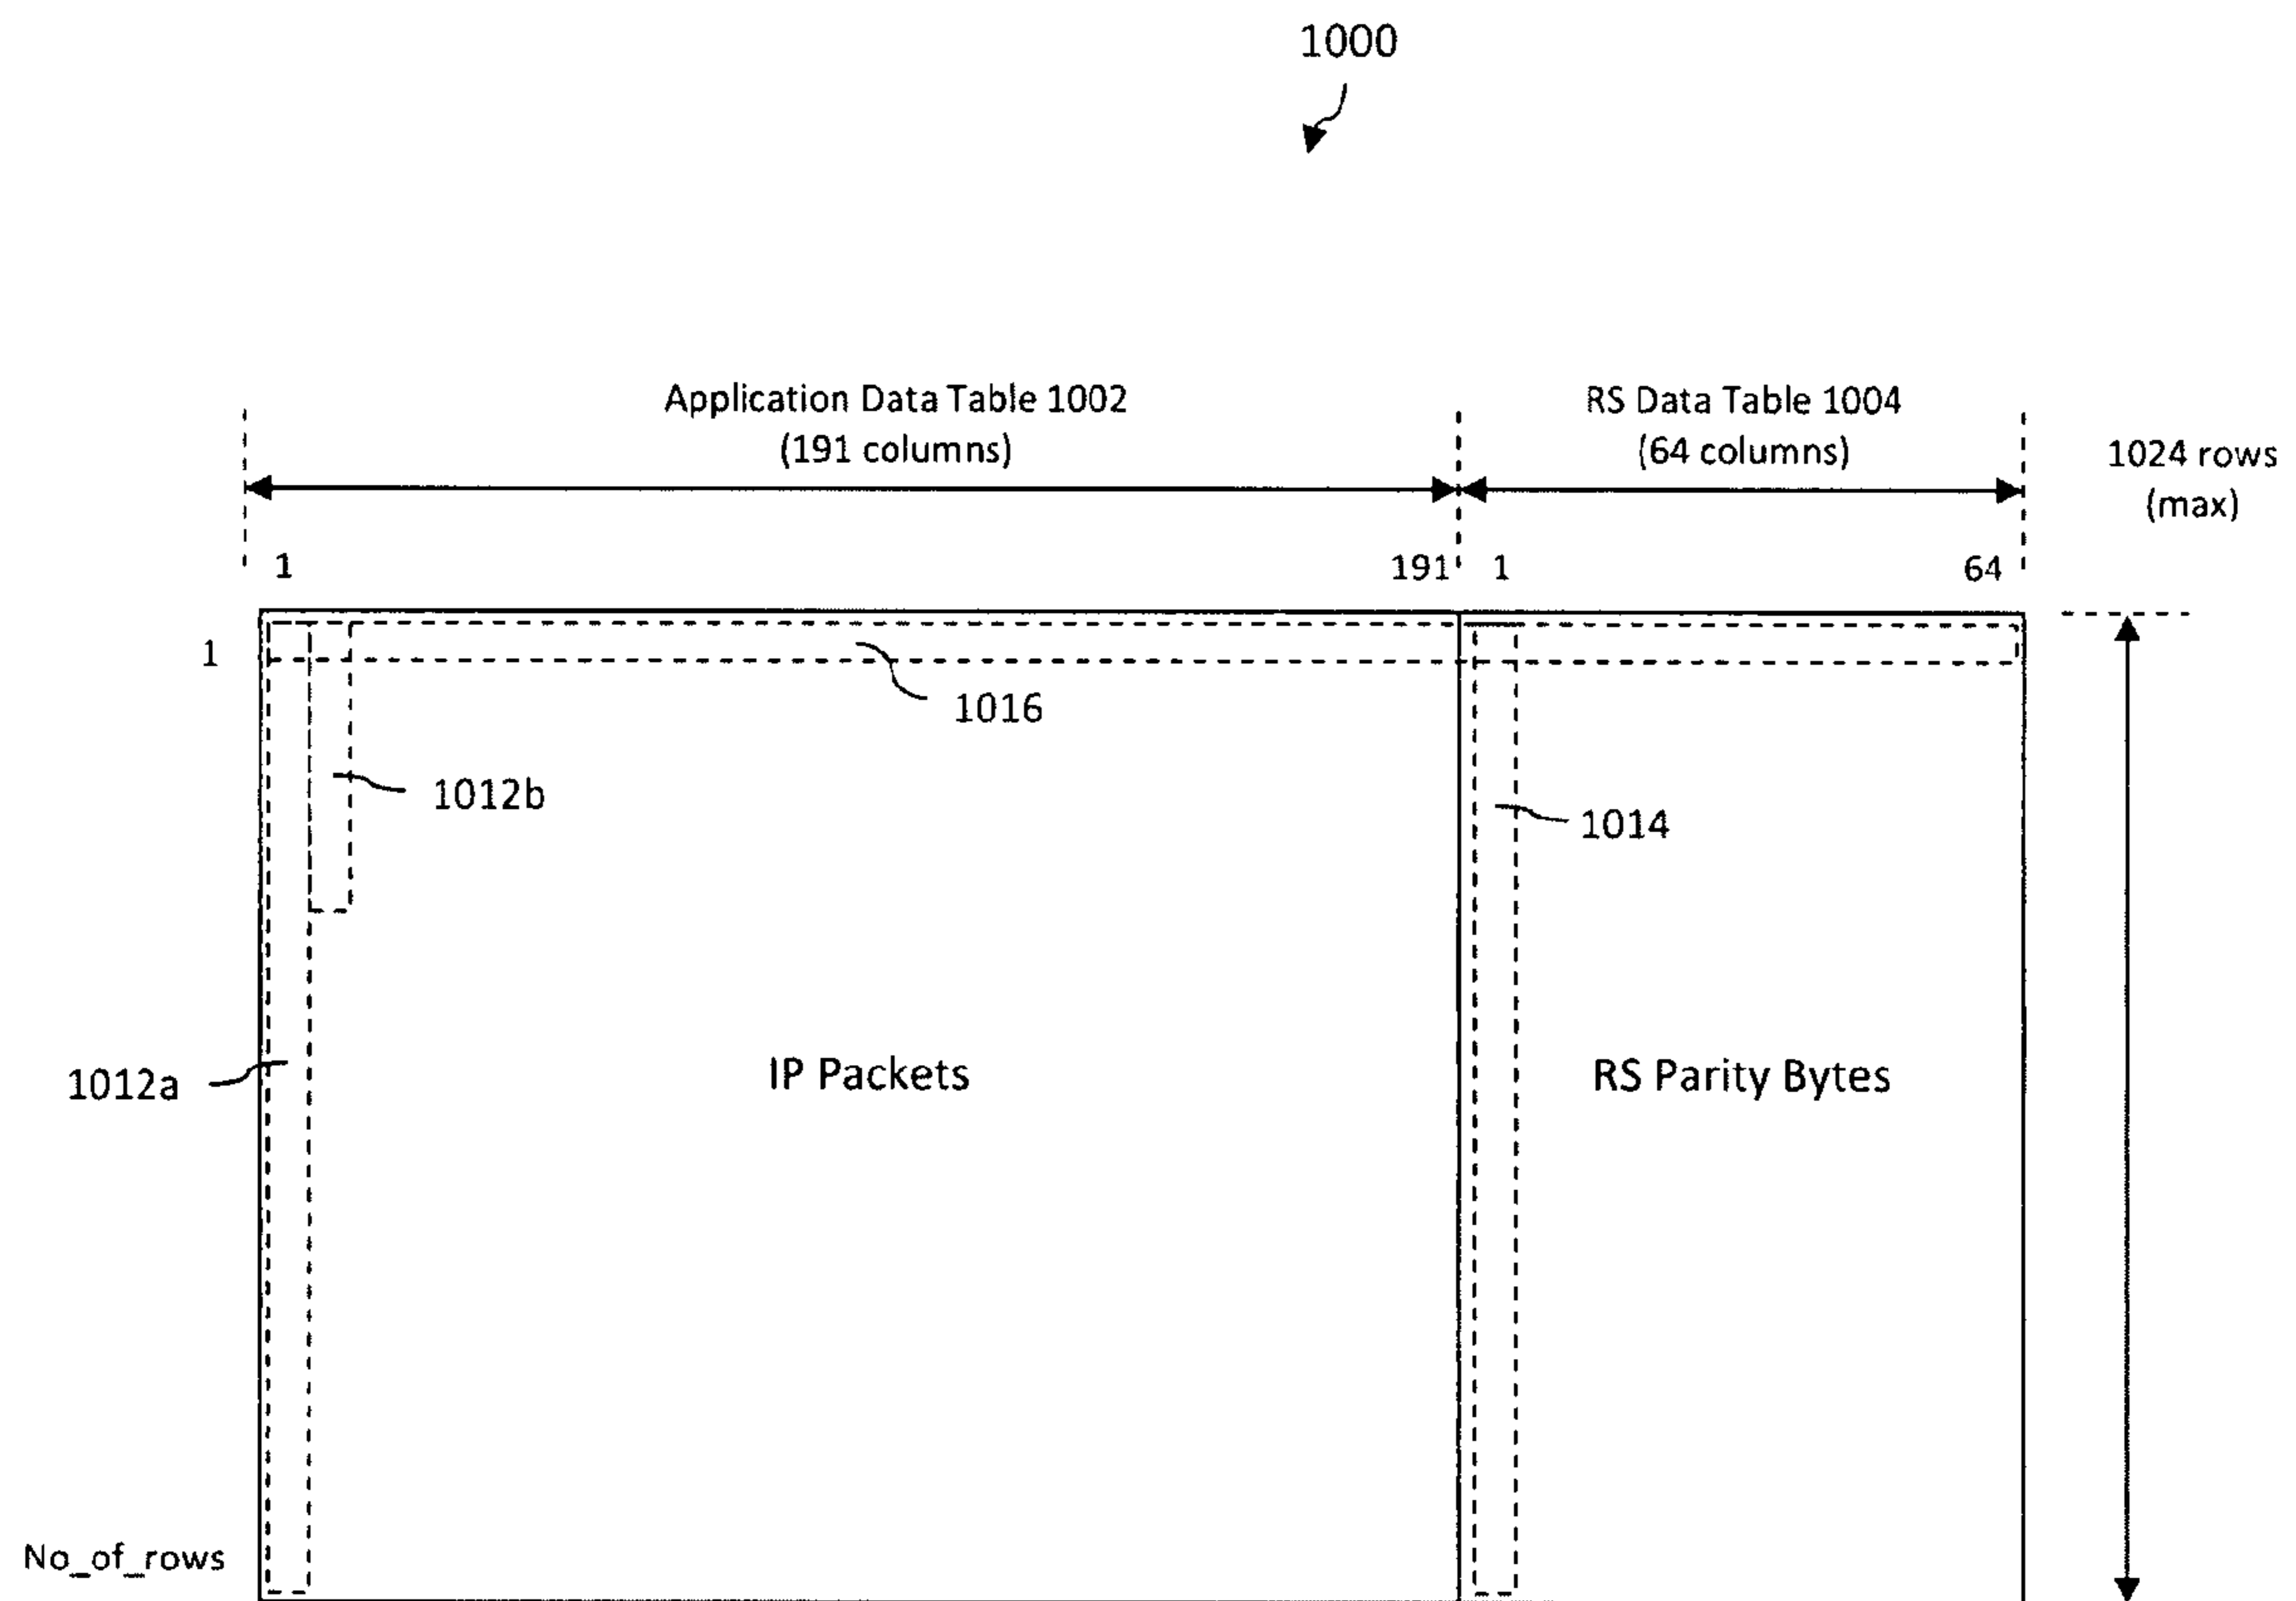 1000
Application Data Table 1002
(191 columns)
RS Data Table 1004
(64 columns)
1024 rows
(max)
1
191
1
64
1
1016
1012b
1014
1012a
IP Packets
RS Parity Bytes
No_of_rows